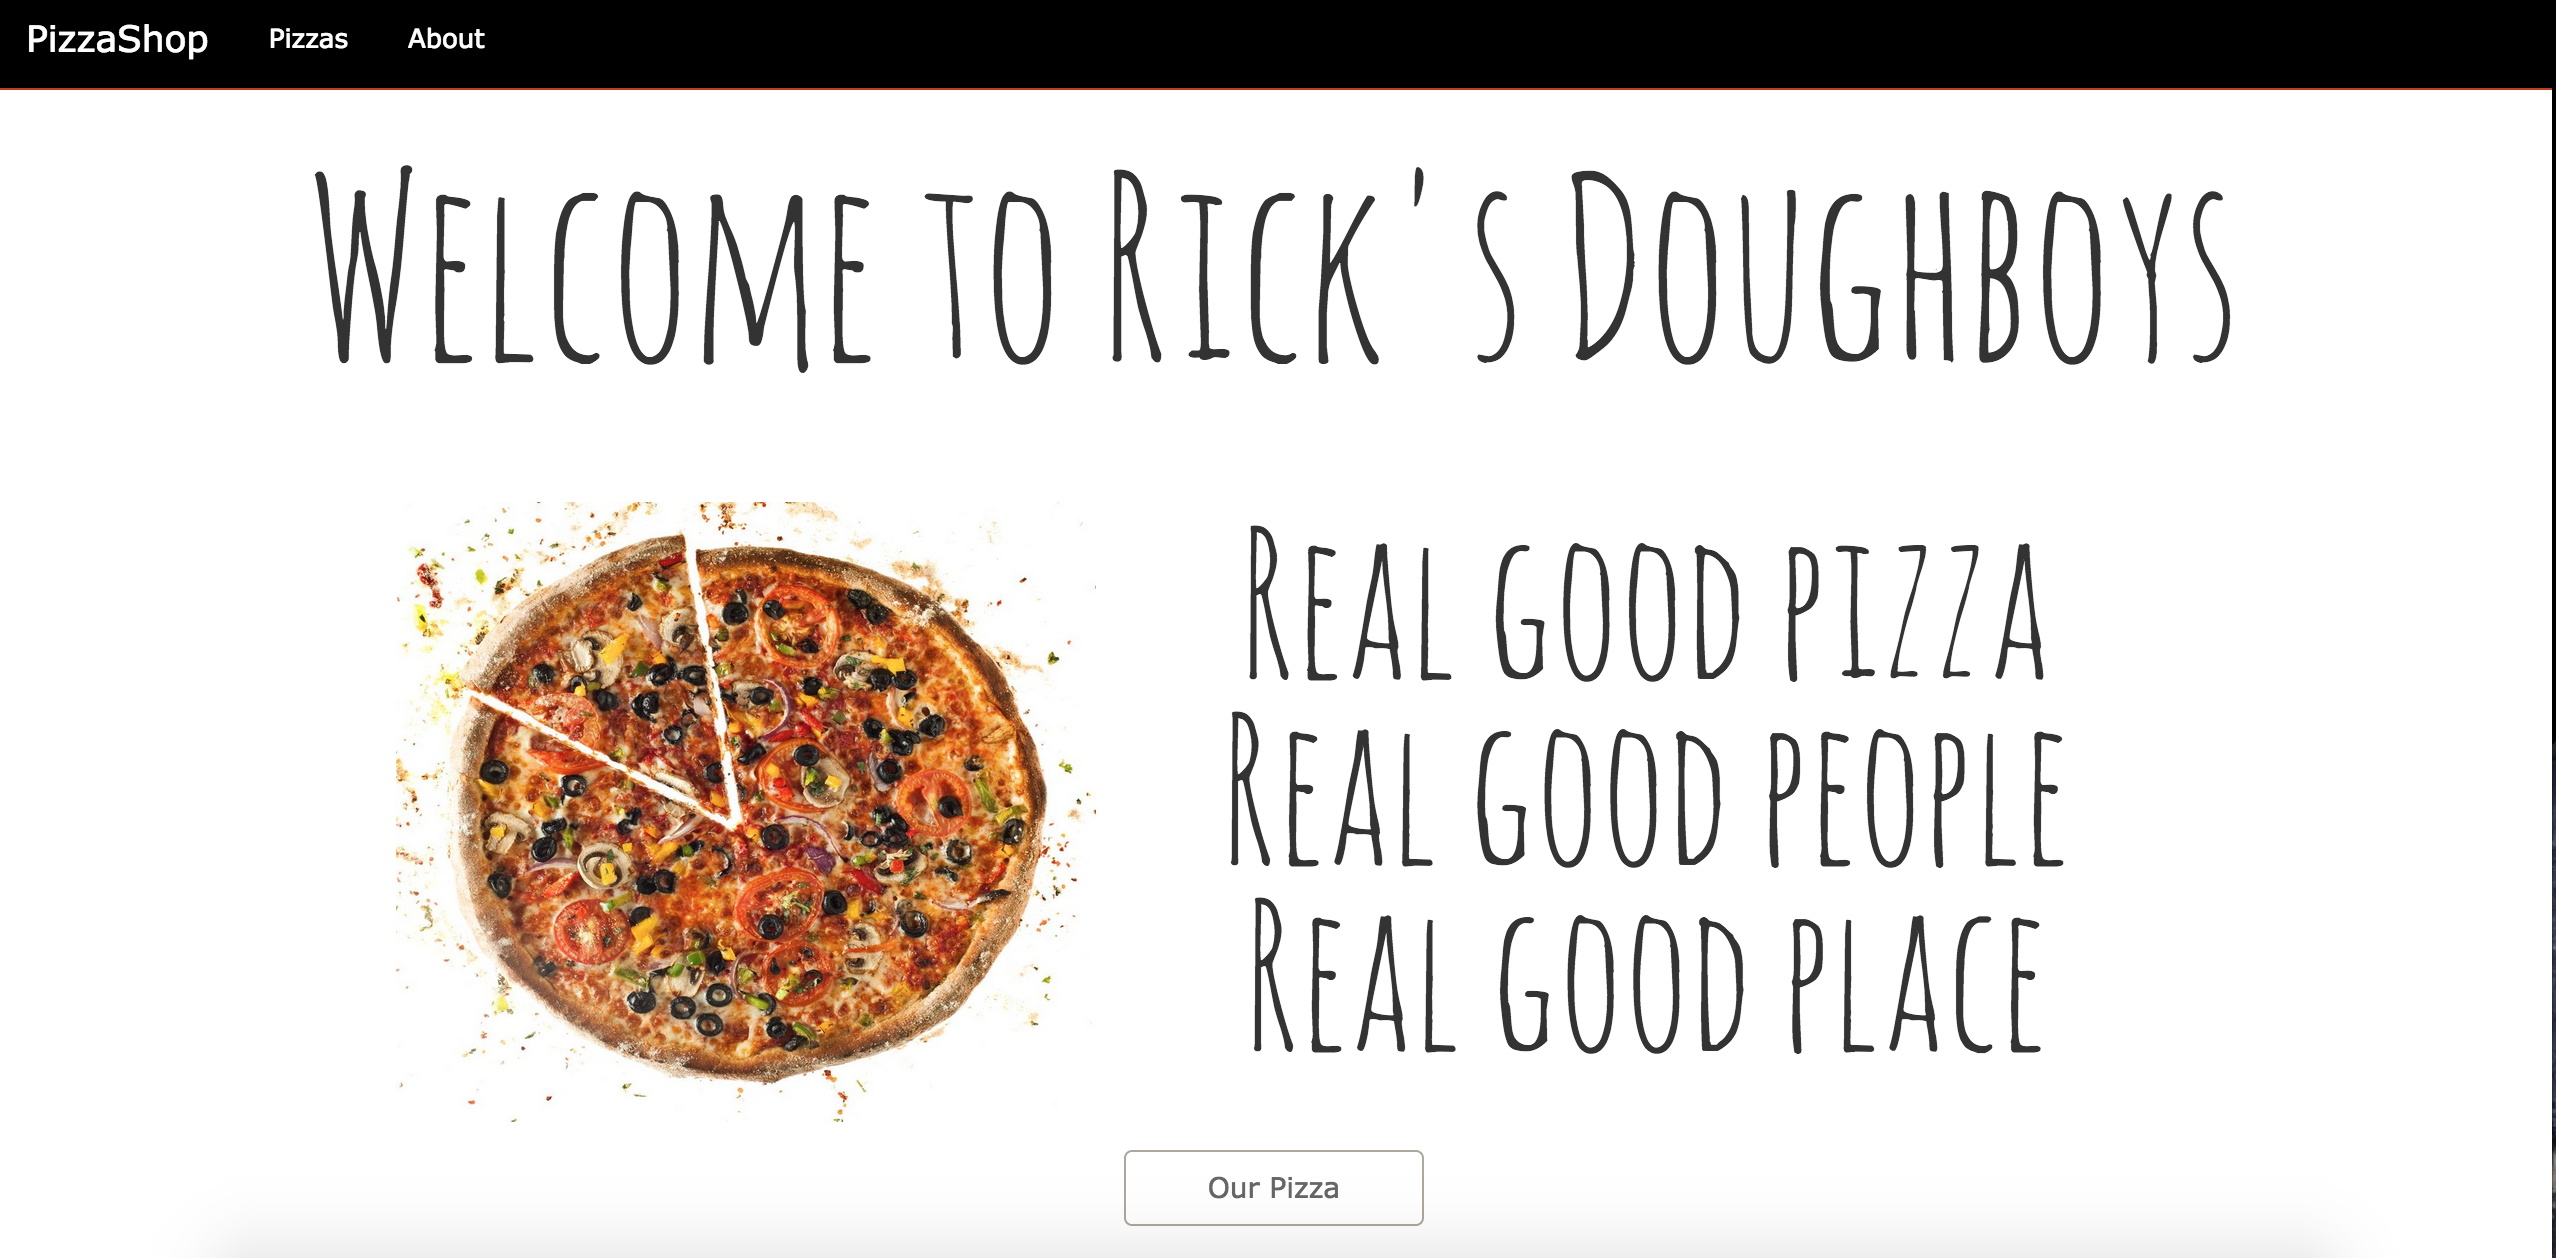 PizzaShop Pizzas About
Welcome to Rick's Doughboys
Real good pizza
Real good people
Real good place
Our Pizza